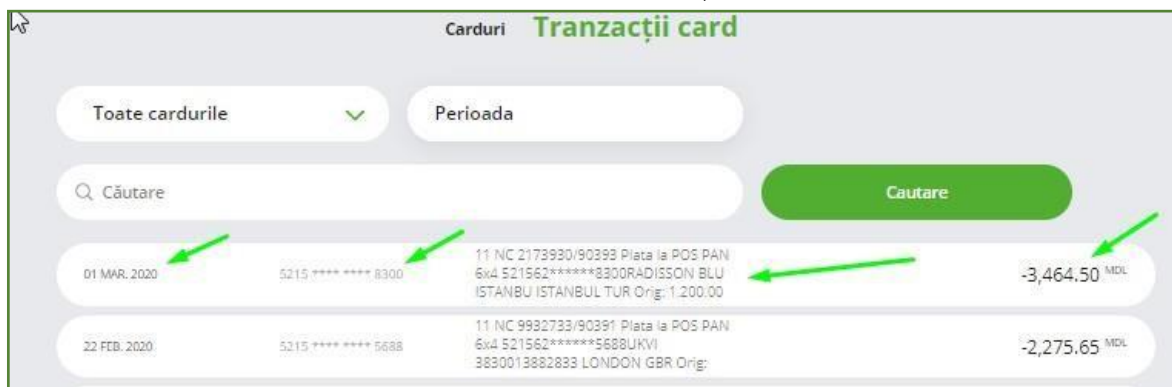 Carduri Tranzacții card
Toate cardurile Perioada
Căutare Cautare
01 MAR. 2020 5215 **** **** 8300
11 NC 2173930/90393 Plata la POS PAN
6x4 521562******8300RADISSON BLU
ISTANBU ISTANBUL TUR Orig: 1.200.00
-3,464.50 MDL
22 FEB. 2020 5215 **** **** 5688
11 NC 9932733/90391 Plata la POS PAN
6x4 521562******5688UKVI
3830013882833 LONDON GBR Orig:
-2,275.65 MDL